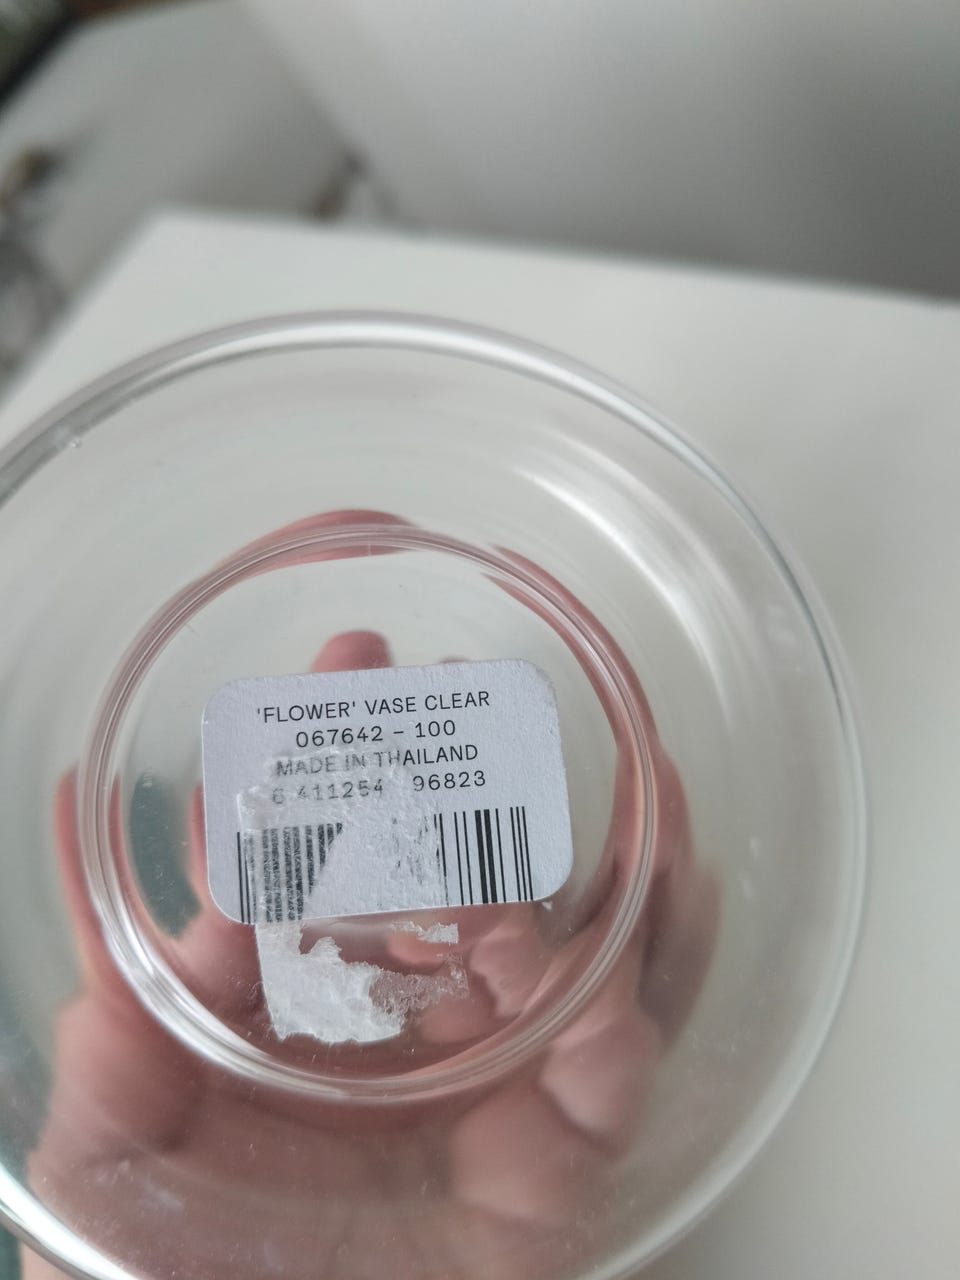 'FLOWER' VASE CLEAR
067642 - 100
MADE IN THAILAND
6 411254 96823